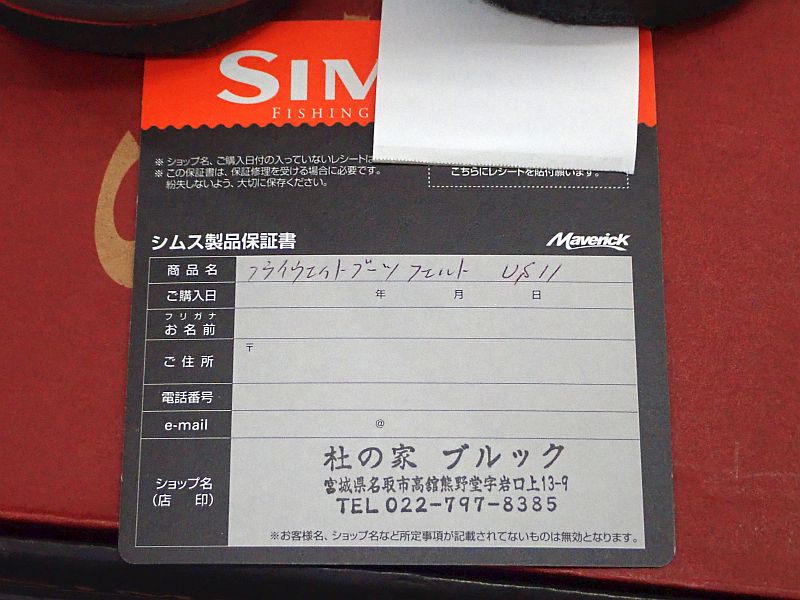 SIM
FISHING
※ ショップ名、ご購入日付の入っていないレシートに
※ この保証書は、保証修理を受ける場合に必要です。
紛失しないよう、大切に保存ください。
こちらにレシートを貼付願います。
シムス製品保証書
Maverick
商品名 フライウエットブーツ フェルト US11
ご購入日 年 月 日
フリガナ
お名前
ご住所 〒
電話番号
e-mail @
ショップ名
(店 印)
杜の家 ブルック
宮城県名取市高舘熊野堂字岩口上13-9
TEL 022-797-8385
※お客様名、ショップ名など所定事項が記載されてないものは無効となります。